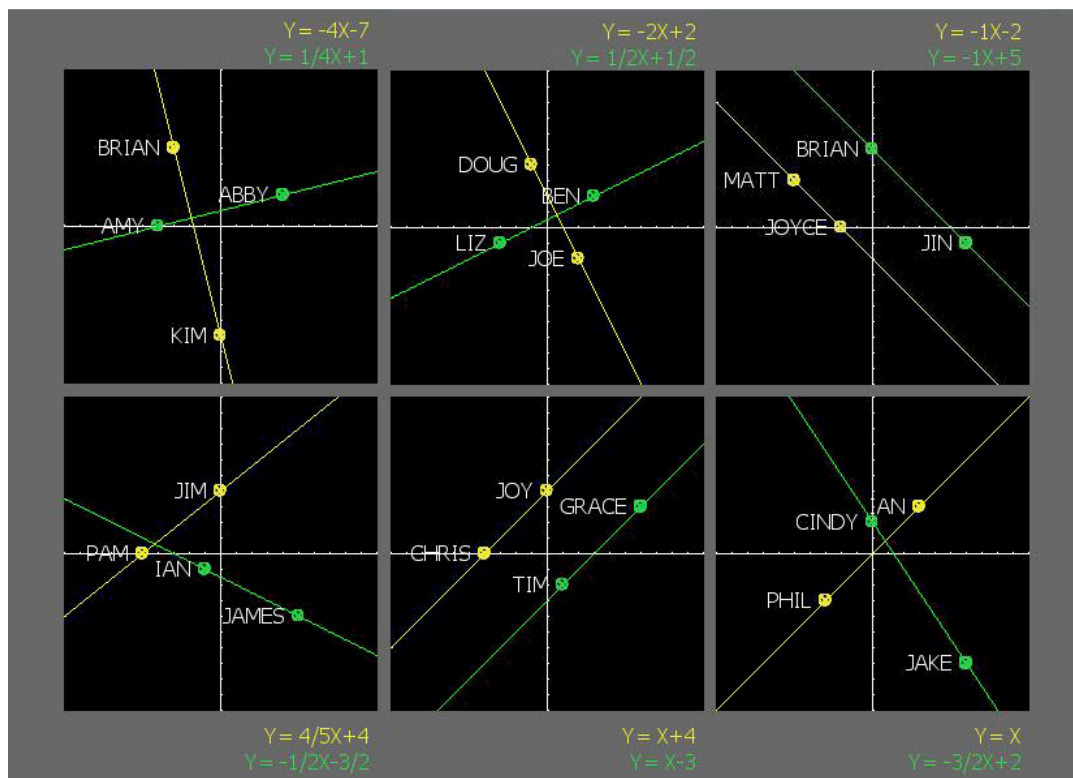 Y = -4X-7
Y = 1/4X+1
Y = -2X+2
Y = 1/2X+1/2
Y = -1X-2
Y = -1X+5
BRIAN
ABBY
AMY
KIM
DOUG
BEN
LIZ
JOE
BRIAN
MATT
JOYCE
JIN
JIM
PAM
IAN
JAMES
JOY
GRACE
CHRIS
TIM
IAN
CINDY
PHIL
JAKE
Y = 4/5X+4
Y = -1/2X-3/2
Y = X+4
Y = X-3
Y = X
Y = -3/2X+2